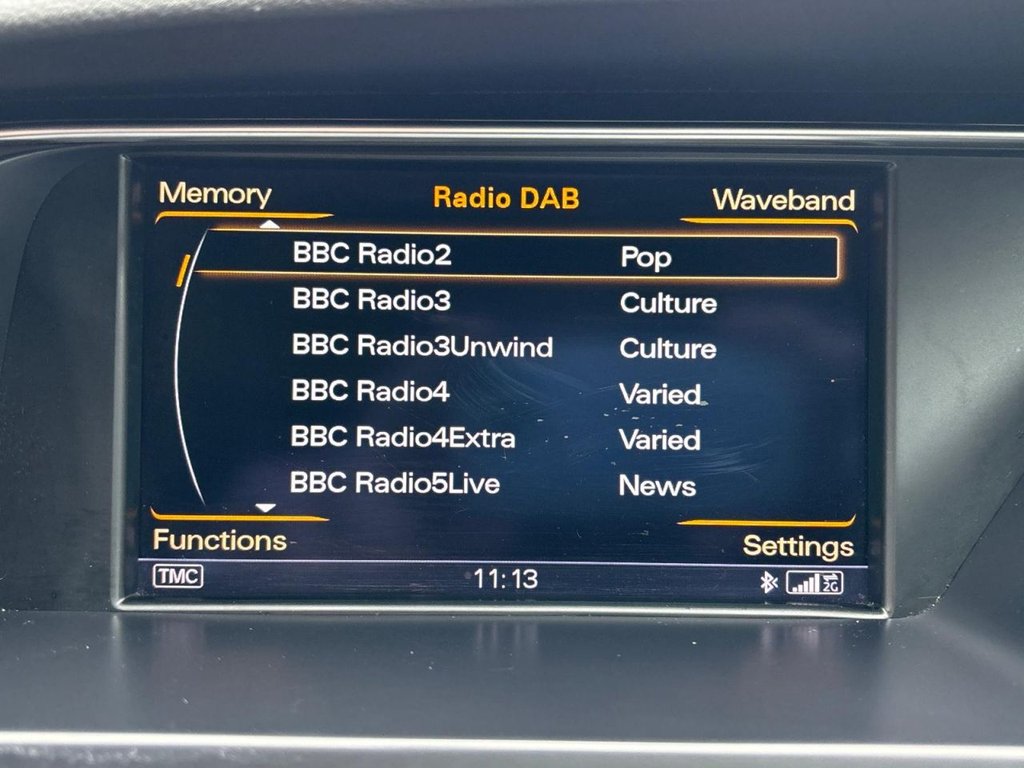 Memory Radio DAB Waveband
BBC Radio2 Pop
BBC Radio3 Culture
BBC Radio3Unwind Culture
BBC Radio4 Varied
BBC Radio4Extra Varied
BBC Radio5Live News
Functions Settings
TMC 11:13 2G